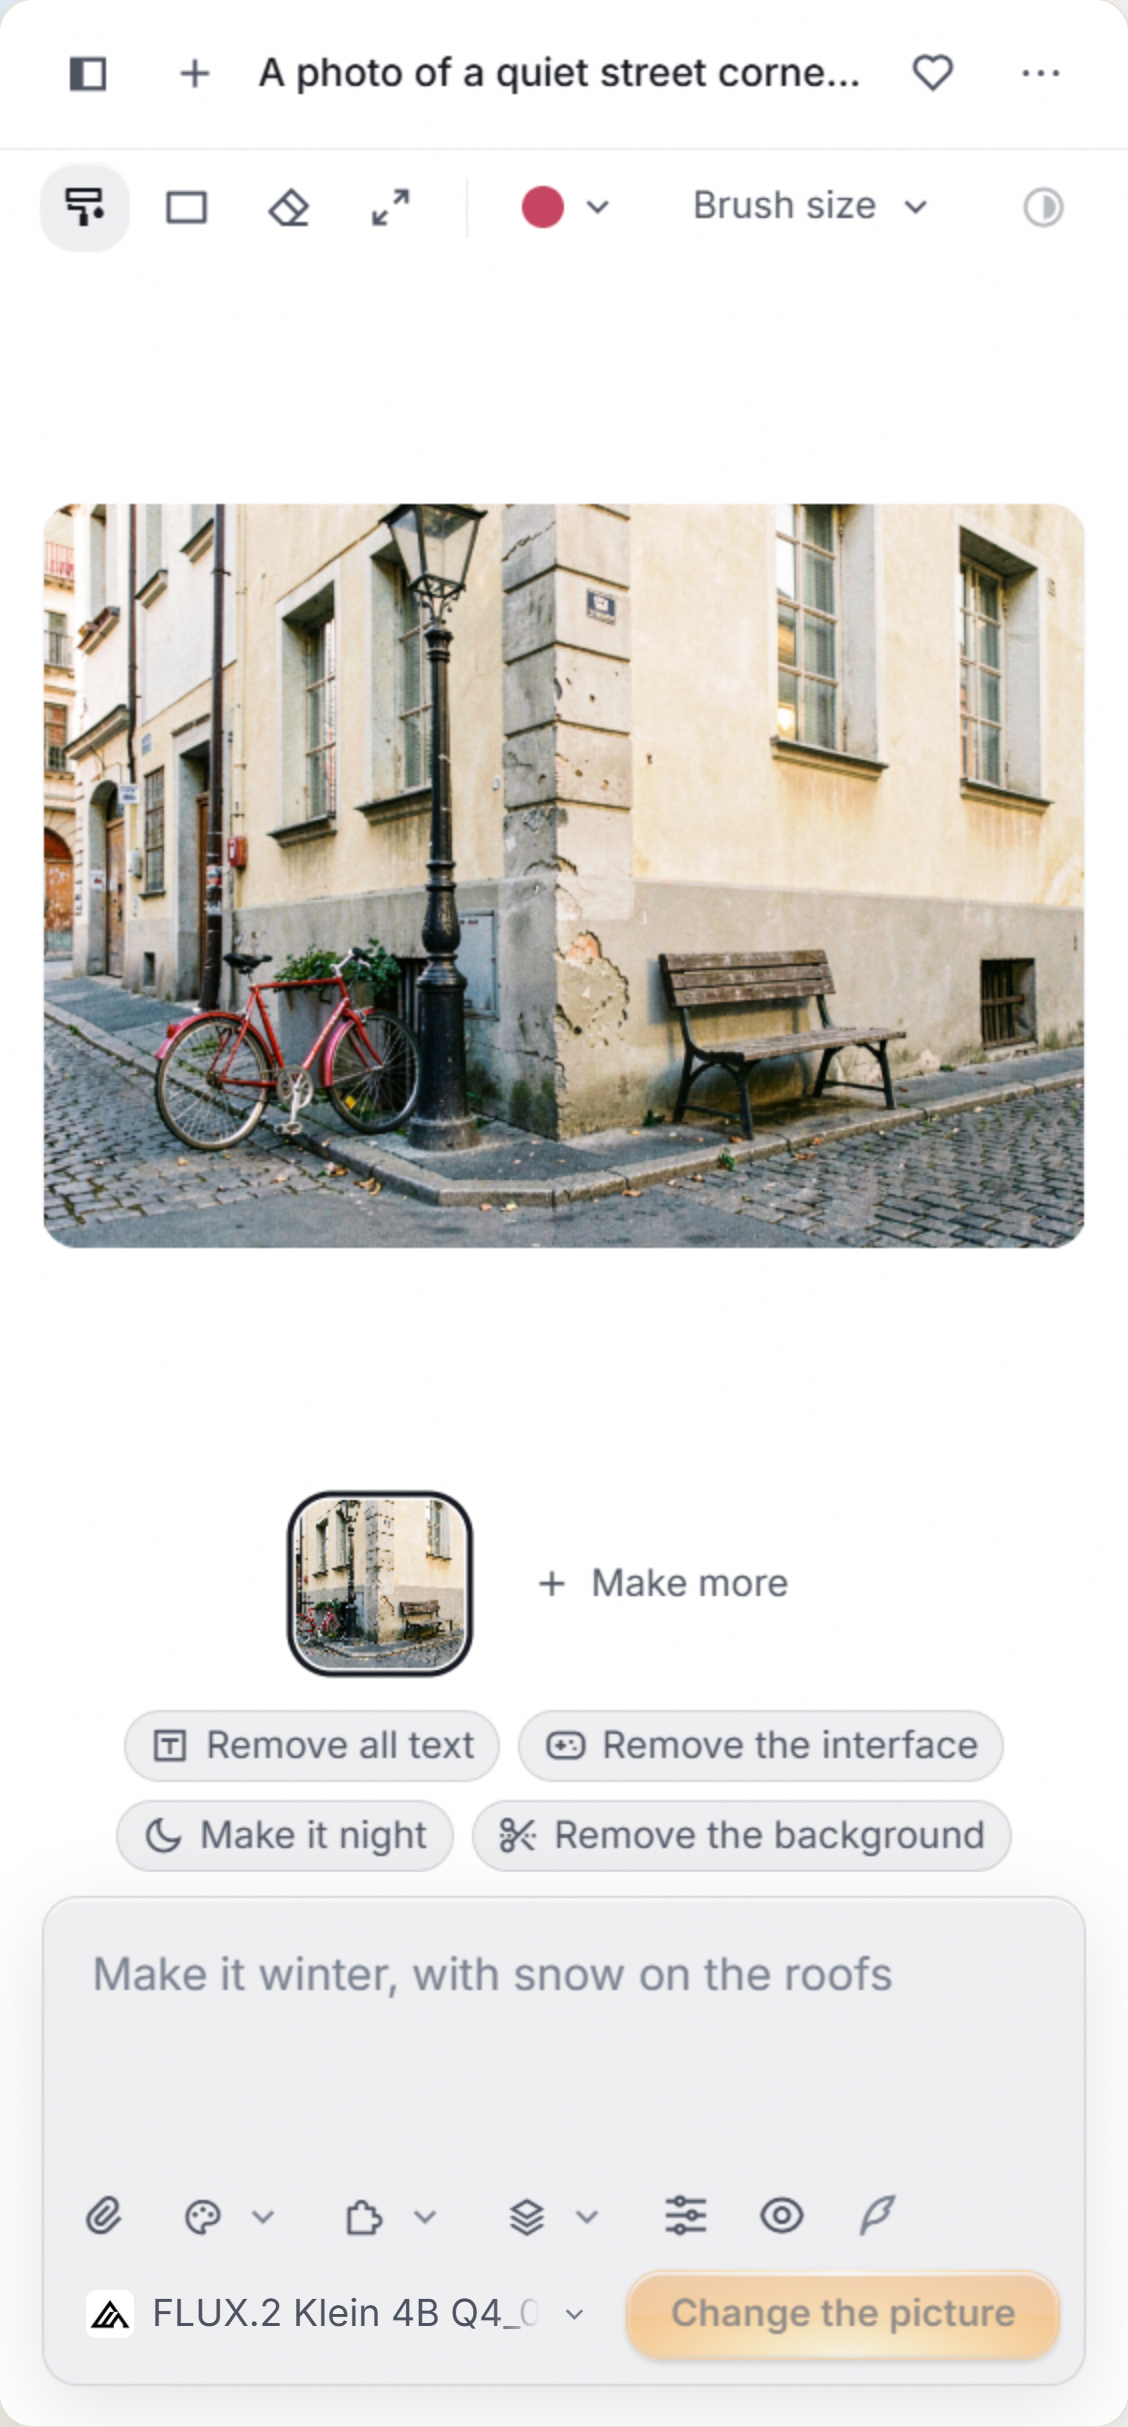 A photo of a quiet street corne...
Brush size
Make more
Remove all text
Remove the interface
Make it night
Remove the background
Make it winter, with snow on the roofs
FLUX.2 Klein 4B Q4_0
Change the picture